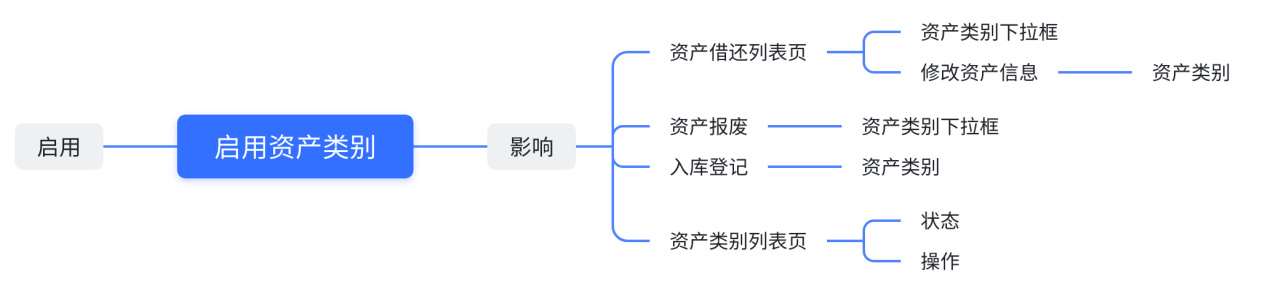 启用
启用资产类别
影响
资产借还列表页
资产类别下拉框
修改资产信息
资产类别
资产报废
资产类别下拉框
入库登记
资产类别
资产类别列表页
状态
操作